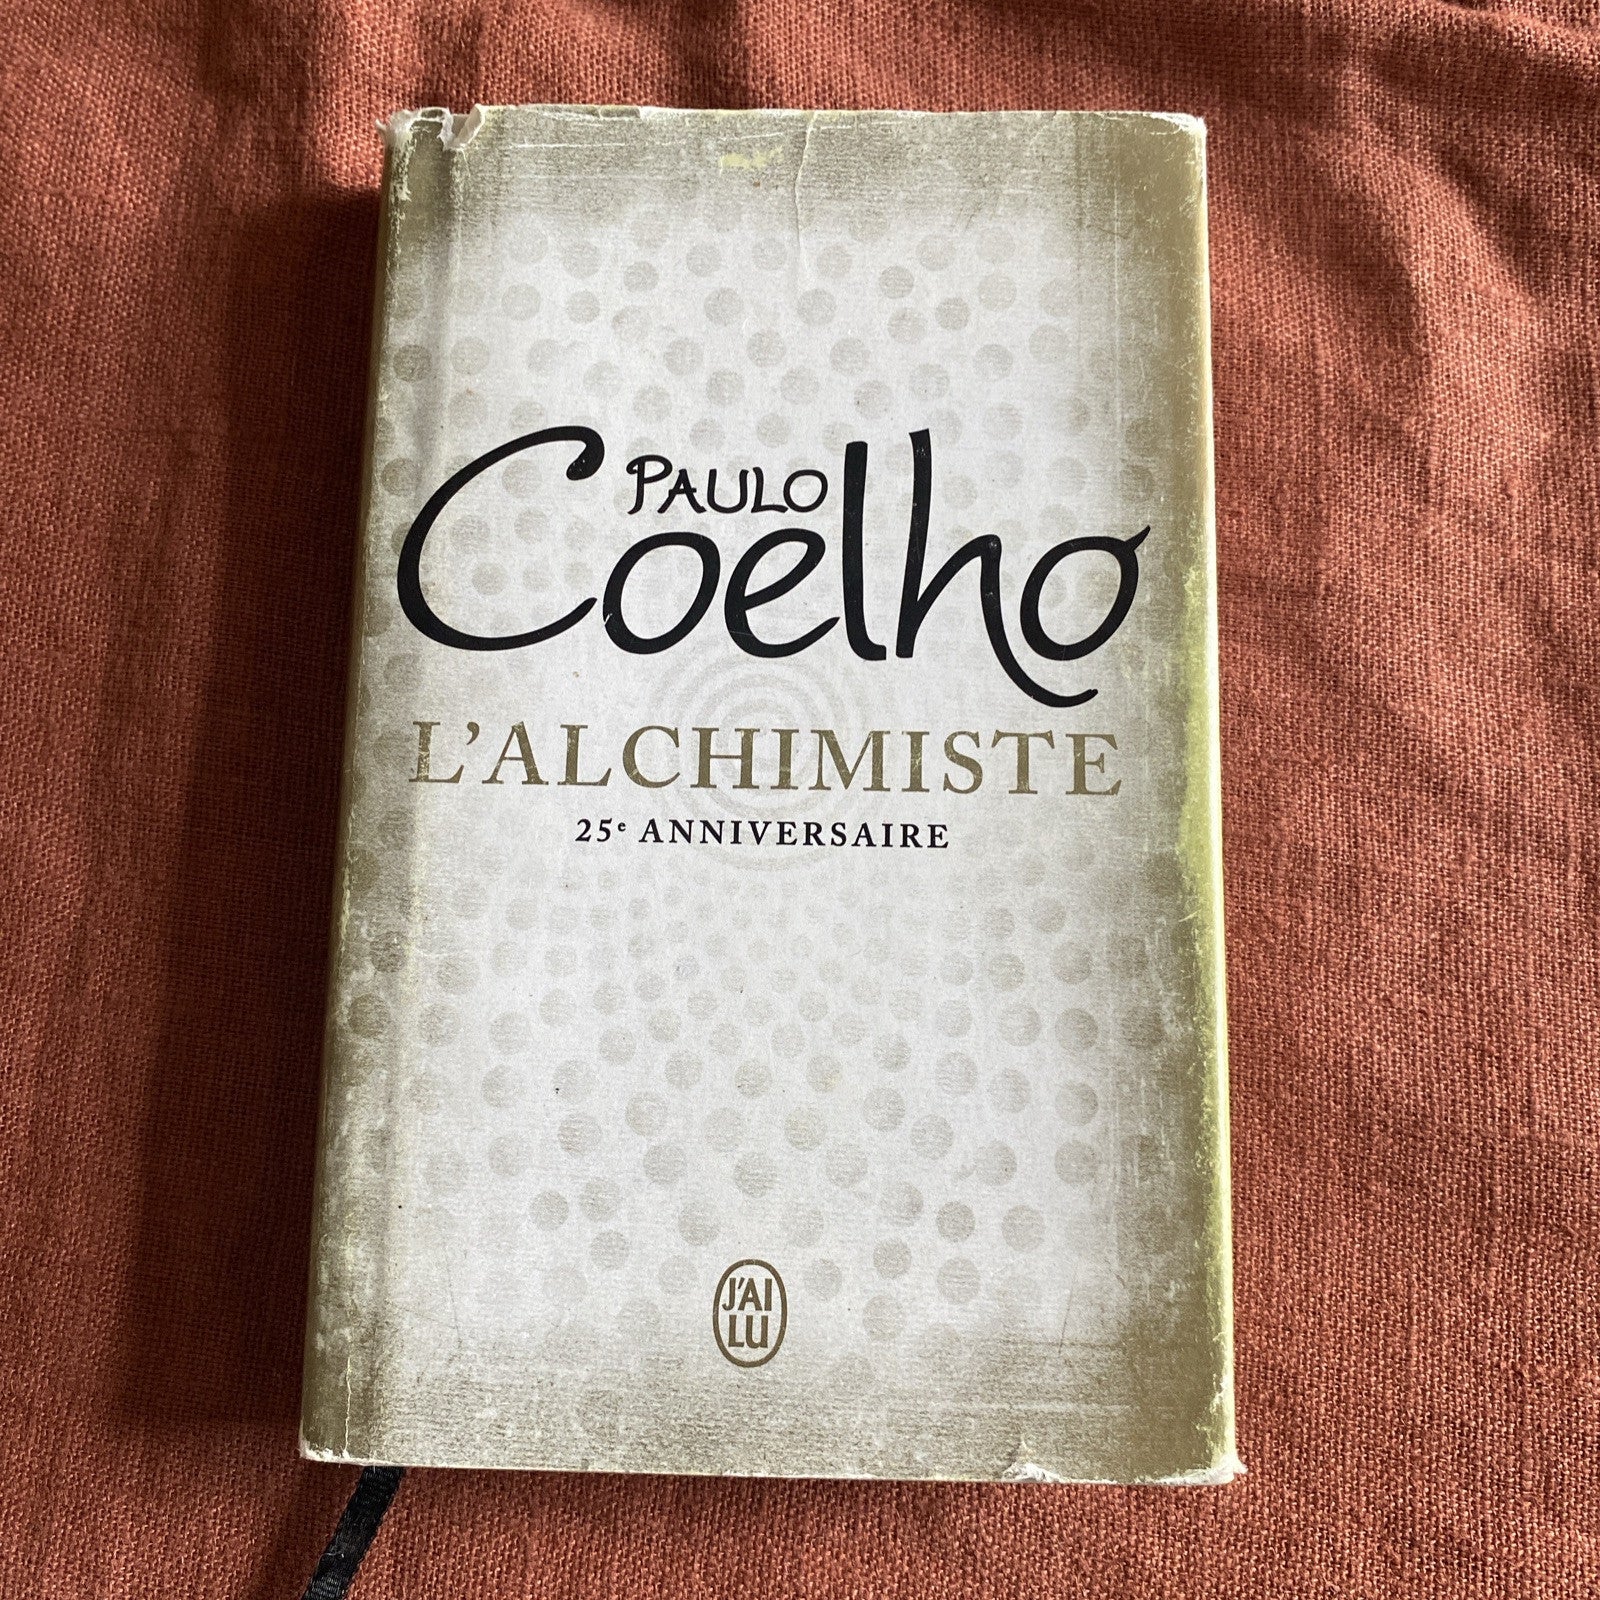 PAULO
Coelho
L'ALCHIMISTE
25e ANNIVERSAIRE
J'AI
LU